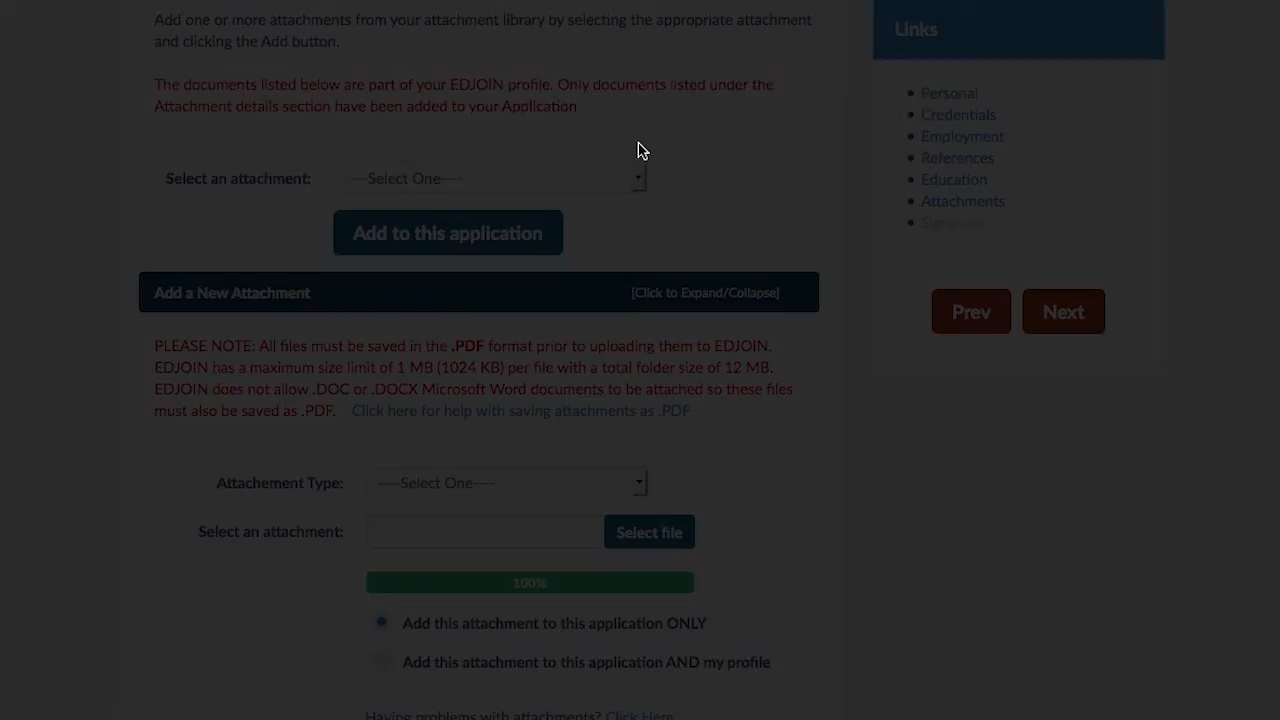 Add one or more attachments from your attachment library by selecting the appropriate attachment
and clicking the Add button.
The documents listed below are part of your EDJOIN profile. Only documents listed under the
Attachment details section have been added to your Application
Select an attachment: ---Select One----
Add to this application
Add a New Attachment [Click to Expand/Collapse]
PLEASE NOTE: All files must be saved in the .PDF format prior to uploading them to EDJOIN.
EDJOIN has a maximum size limit of 1 MB (1024 KB) per file with a total folder size of 12 MB.
EDJOIN does not allow .DOC or .DOCX Microsoft Word documents to be attached so these
must also be saved as .PDF. Click here for help with saving attachments as .PDF
Attachement Type: ----Select One----
Select an attachment: Select file
100%
Add this attachment to this application ONLY
Add this attachment to this application AND my profile
Having problems with attachments? Click Here
Links
Personal
Credentials
Employment
References
Education
Attachments
Prev Next